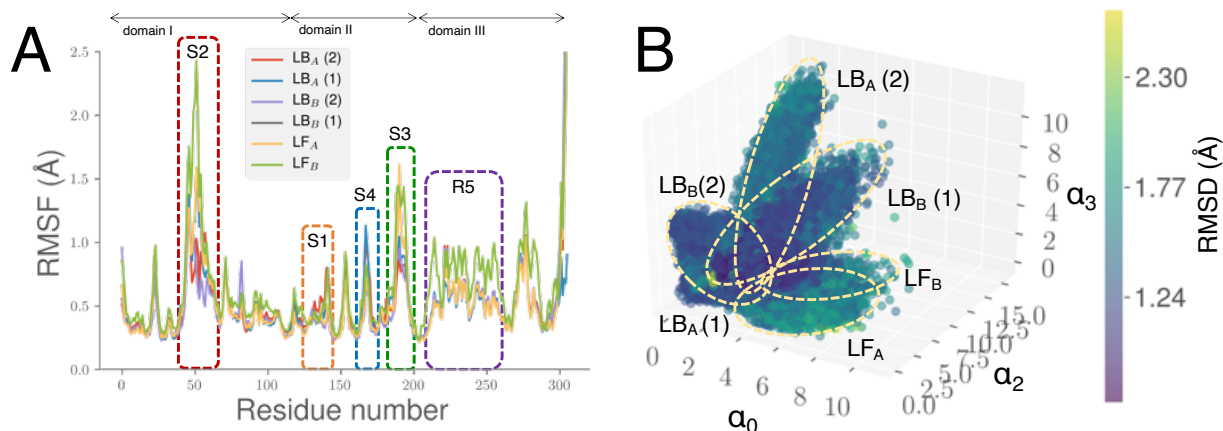 A
domain I
domain II
domain III
S2
LB_A (2)
LB_A (1)
LB_B (2)
LB_B (1)
LF_A
LF_B
S1
S4
S3
R5
2.5
2.0
1.5
1.0
0.5
0.0
RMSF (Å)
0
50
100
150
200
250
300
Residue number
B
LB_A (2)
LB_B(2)
LB_B (1)
LB_A (1)
LF_B
LF_A
10
8
6
4
2
0
α3
0
2
4
6
8
10
α0
0.0
2.5
5.0
7.5
10.0
12.5
15.0
α2
2.30
1.77
1.24
RMSD (Å)